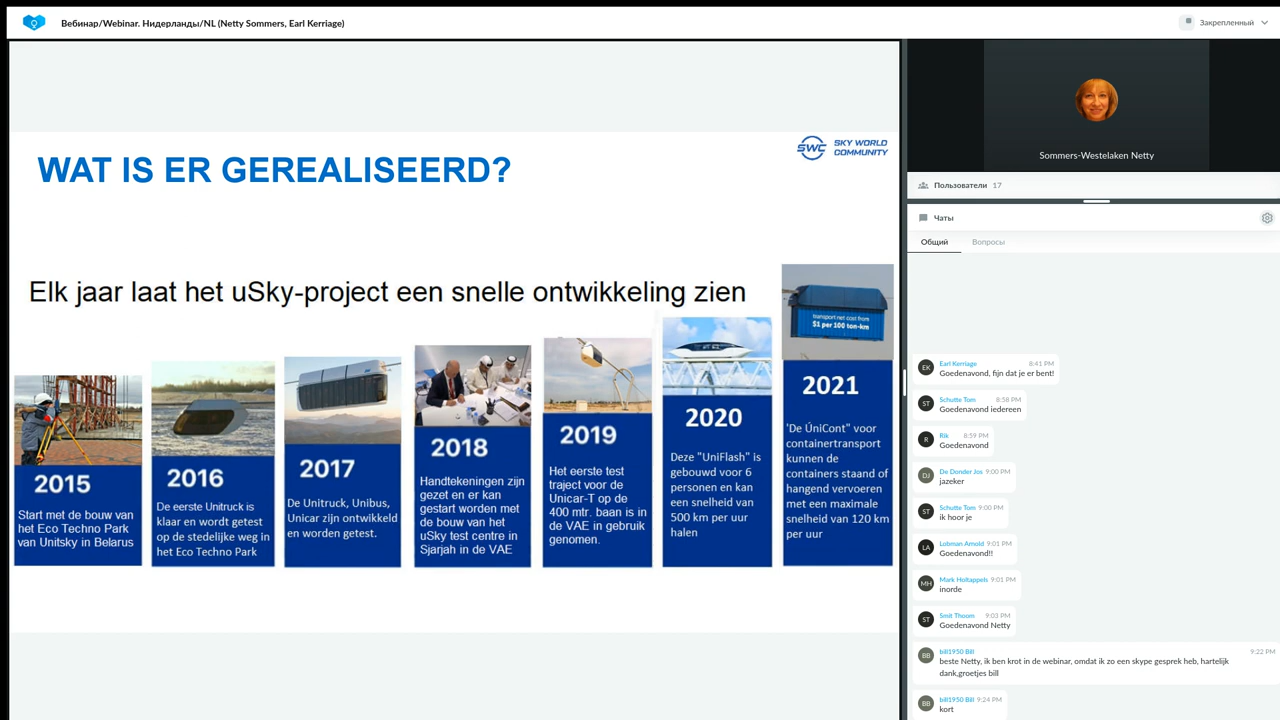 Вебинар/Webinar. Нидерланды/NL (Netty Sommers, Earl Kerriage)
Закрепленный
WAT IS ER GEREALISEERD?
SWC
SKY WORLD
COMMUNITY
Elk jaar laat het uSky-project een snelle ontwikkeling zien
2015
Start met de bouw van
het Eco Techno Park
van Unitsky in Belarus
2016
De eerste Unitruck is
klaar en wordt getest
op de stedelijke weg in
het Eco Techno Park
2017
De Unitruck, Unibus,
Unicar zijn ontwikkeld
en worden getest.
2018
Handtekeningen zijn
gezet en er kan
gestart worden met
de bouw van het
uSky test centre in
Sjarjah in de VAE
2019
Het eerste test
traject voor de
Unicar-T op de
400 mtr. baan is in
de VAE in gebruik
genomen.
2020
Deze "UniFlash" is
gebouwd voor 6
personen en kan
een snelheid van
500 km per uur
halen
transport net cost from
$1 per 100 ton-km
2021
'De ÚniCont" voor
containertransport
kunnen de
containers staand of
hangend vervoeren
met een maximale
snelheid van 120 km
per uur
Sommers-Westelaken Netty
Пользователи 17
Чаты
Общий Вопросы
EK Earl Kerriage 8:41 PM
Goedenavond, fijn dat je er bent!
ST Schutte Tom 8:58 PM
Goedenavond iedereen
R Rik 8:59 PM
Goedenavond
DJ De Donder Jos 9:00 PM
jazeker
ST Schutte Tom 9:00 PM
ik hoor je
LA Lobman Arnold 9:01 PM
Goedenavond!!
MH Mark Holtappels 9:01 PM
inorde
ST Smit Thoom 9:03 PM
Goedenavond Netty
BB bill1950 Bill 9:22 PM
beste Netty, ik ben krot in de webinar, omdat ik zo een skype gesprek heb, hartelijk
dank,groetjes bill
BB bill1950 Bill 9:24 PM
kort